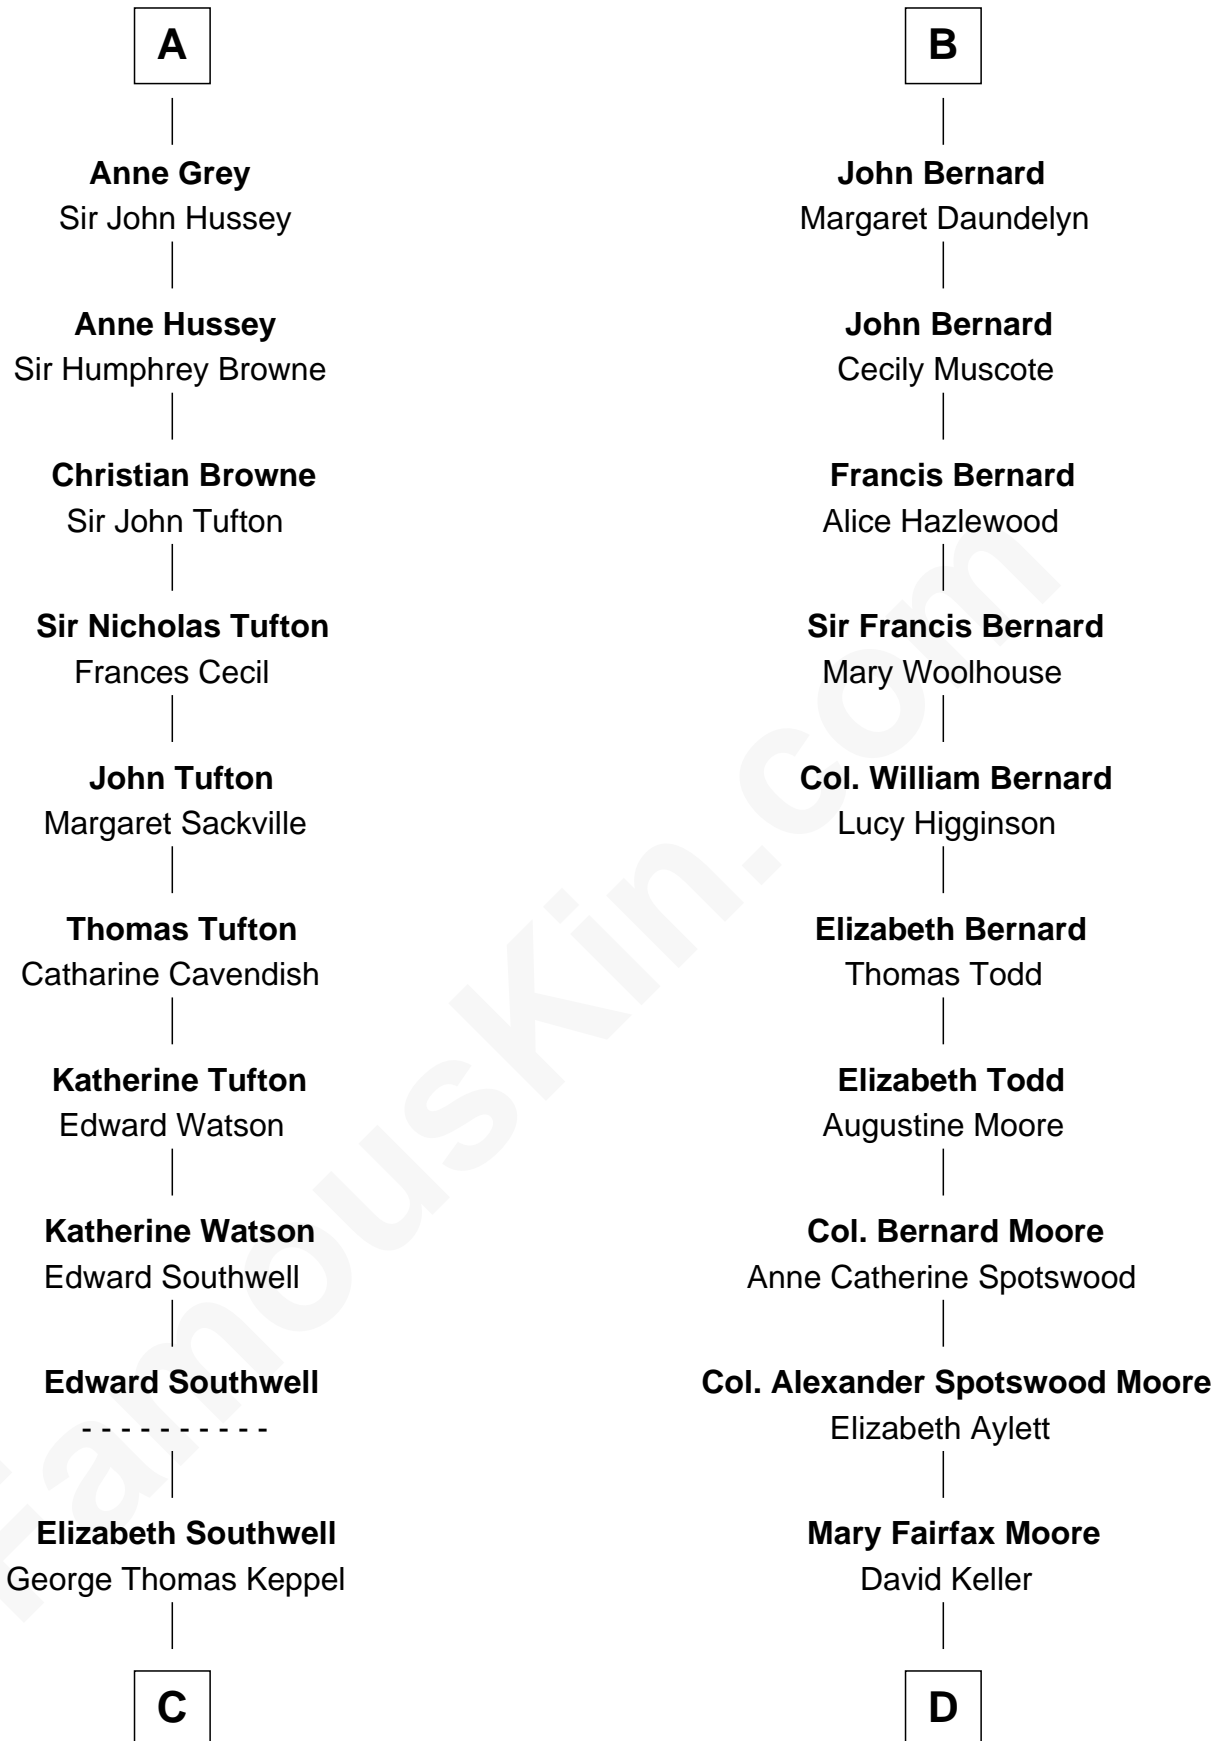 A
Anne Grey
Sir John Hussey
Anne Hussey
Sir Humphrey Browne
Christian Browne
Sir John Tufton
Sir Nicholas Tufton
Frances Cecil
John Tufton
Margaret Sackville
Thomas Tufton
Catharine Cavendish
Katherine Tufton
Edward Watson
Katherine Watson
Edward Southwell
Edward Southwell
- - - - - - - - - -
Elizabeth Southwell
George Thomas Keppel
C
B
John Bernard
Margaret Daundelyn
John Bernard
Cecily Muscote
Francis Bernard
Alice Hazlewood
Sir Francis Bernard
Mary Woolhouse
Col. William Bernard
Lucy Higginson
Elizabeth Bernard
Thomas Todd
Elizabeth Todd
Augustine Moore
Col. Bernard Moore
Anne Catherine Spotswood
Col. Alexander Spotswood Moore
Elizabeth Aylett
Mary Fairfax Moore
David Keller
D
FamousKin.com